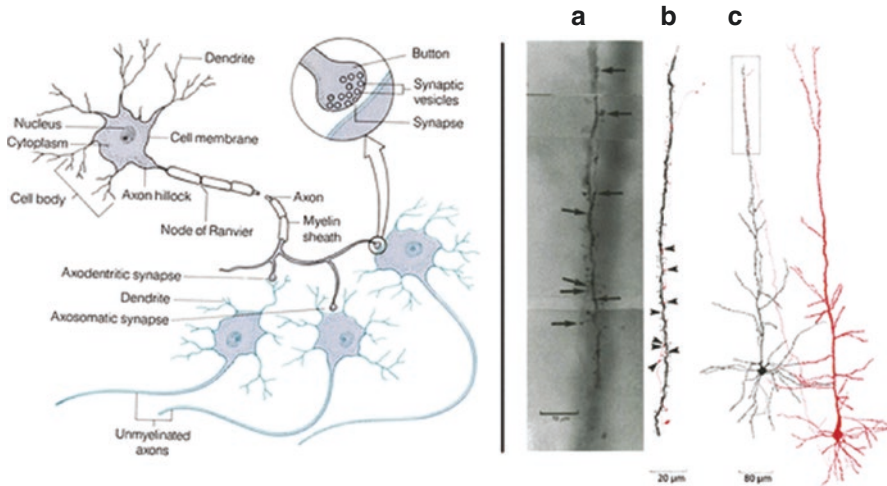 a
b
c
Dendrite
Button
Synaptic
vesicles
Synapse
Nucleus
Cytoplasm
Cell membrane
Cell body
Axon hillock
Axon
Node of Ranvier
Myelin
sheath
Axodentritic synapse
Dendrite
Axosomatic synapse
Unmyelinated
axons
20 µm
80 µm